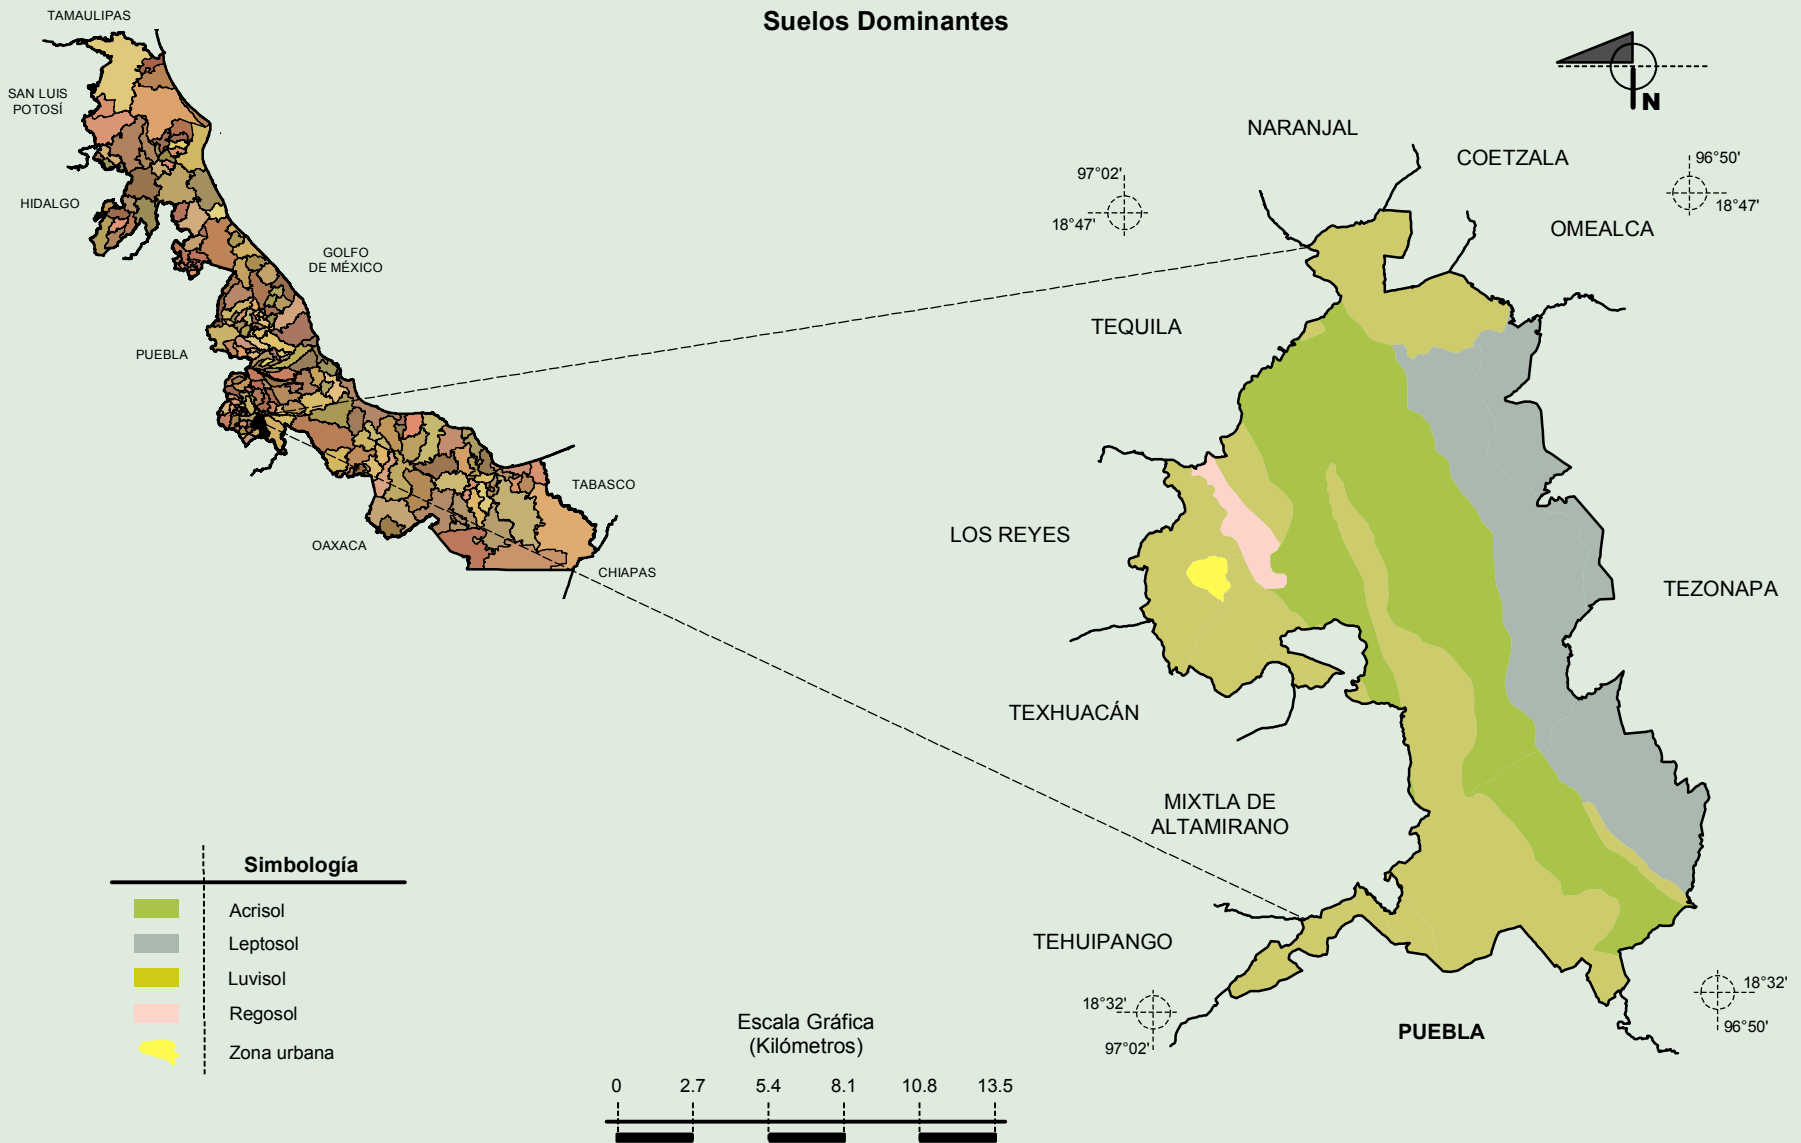 Suelos Dominantes
TAMAULIPAS
SAN LUIS
POTOSÍ
HIDALGO
GOLFO
DE MÉXICO
PUEBLA
OAXACA
TABASCO
CHIAPAS
N
NARANJAL
COETZALA
OMEALCA
97°02'
18°47'
96°50'
18°47'
TEQUILA
LOS REYES
TEZONAPA
TEXHUACÁN
MIXTLA DE
ALTAMIRANO
TEHUIPANGO
PUEBLA
18°32'
97°02'
18°32'
96°50'
Simbología
Acrisol
Leptosol
Luvisol
Regosol
Zona urbana
Escala Gráfica
(Kilómetros)
0 2.7 5.4 8.1 10.8 13.5